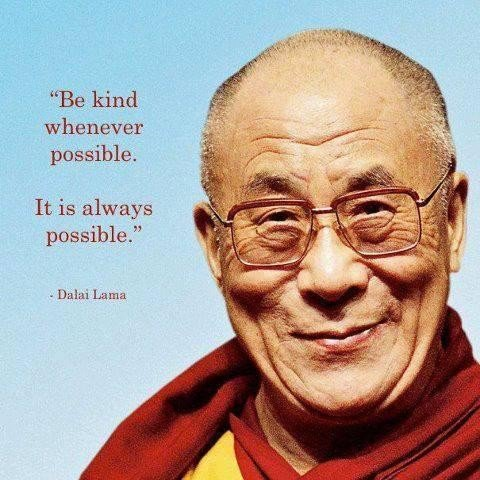 “Be kind
whenever
possible.
It is always
possible.”
- Dalai Lama